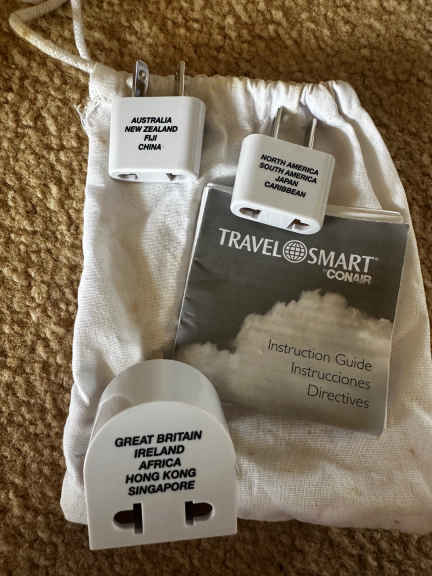 AUSTRALIA
NEW ZEALAND
FIJI
CHINA
NORTH AMERICA
SOUTH AMERICA
JAPAN
CARIBBEAN
TRAVEL SMART®
BY CONAIR
Instruction Guide
Instrucciones
Directives
GREAT BRITAIN
IRELAND
AFRICA
HONG KONG
SINGAPORE